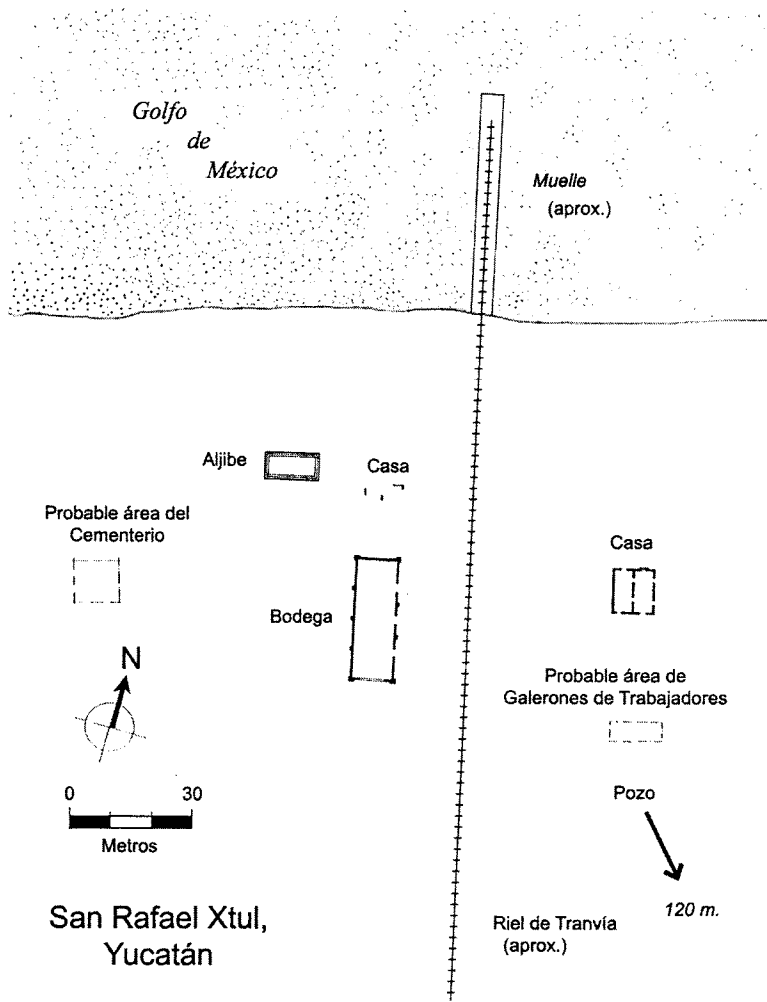 Golfo
de
México
Muelle
(aprox.)
Aljibe
Casa
Probable área del
Cementerio
Casa
Bodega
N
Probable área de
Galerones de Trabajadores
0 30
Metros
Pozo
120 m.
San Rafael Xtul,
Yucatán
Riel de Tranvía
(aprox.)